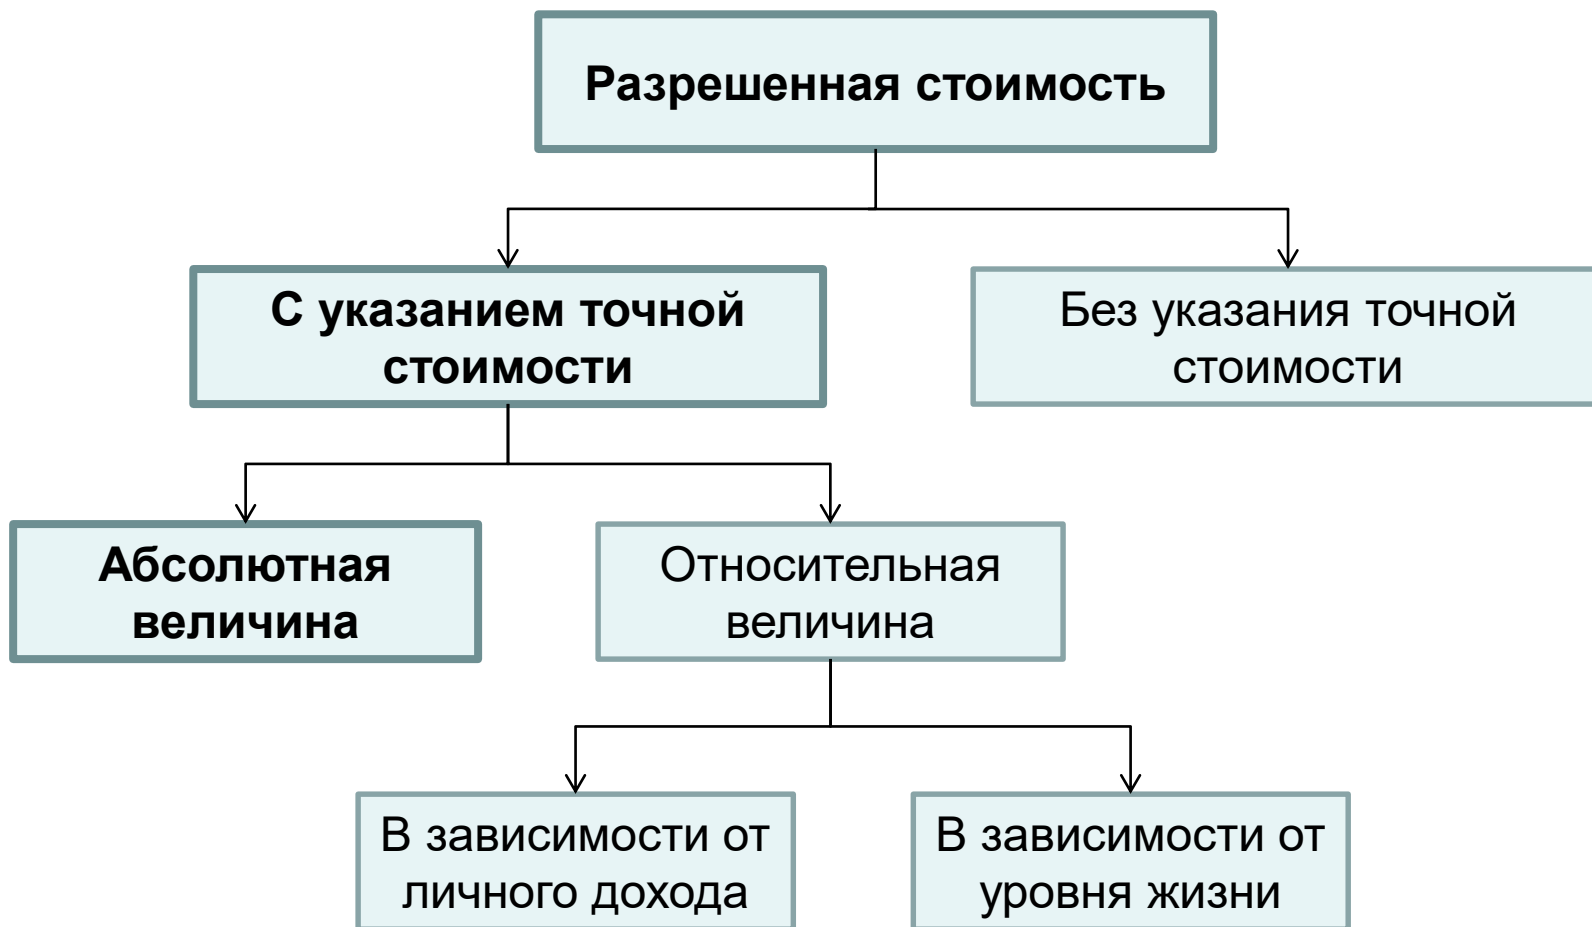 Разрешенная стоимость
С указанием точной
стоимости
Без указания точной
стоимости
Абсолютная
величина
Относительная
величина
В зависимости от
личного дохода
В зависимости от
уровня жизни